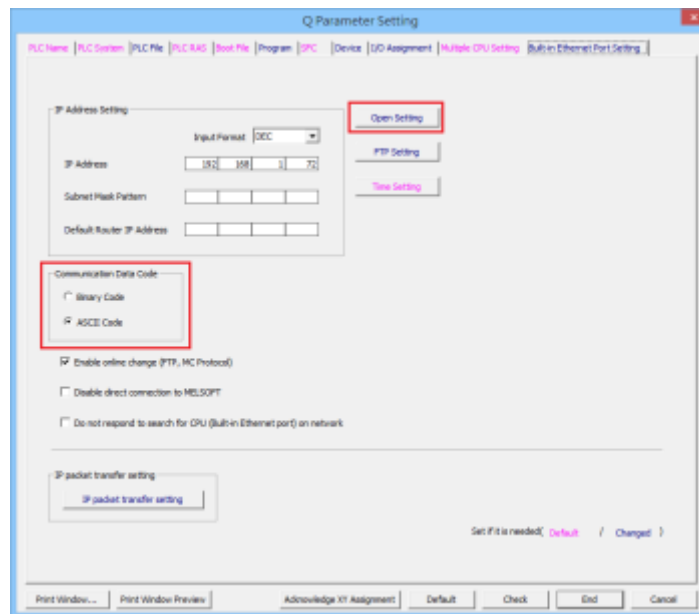 Q Parameter Setting
PLC Name PLC System PLC File PLC RAS Boot File Program SFC Device I/O Assignment Multiple CPU Setting Built-in Ethernet Port Setting
IP Address Setting
Open Setting
Input Format DEC
FTP Setting
IP Address 192 168 1 72
Time Setting
Subnet Mask Pattern
Default Router IP Address
Communication Data Code
Binary Code
ASCII Code
Enable online change (FTP, MC Protocol)
Disable direct connection to MELSOFT
Do not respond to search for CPU (Built-in Ethernet port) on network
IP packet transfer setting
IP packet transfer setting
Set if it is needed( Default / Changed )
Print Window... Print Window Preview Acknowledge XY Assignment Default Check End Cancel